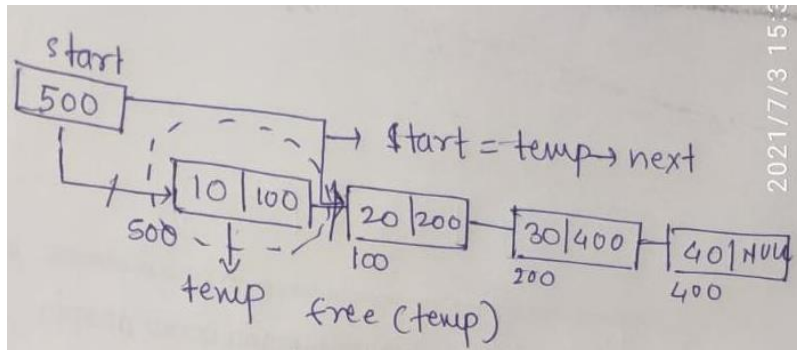 start
500
start = temp→next
10 | 100
20 | 200
30 | 400
40 | NULL
500
100
200
400
temp
free (temp)
2021/7/3 15:3